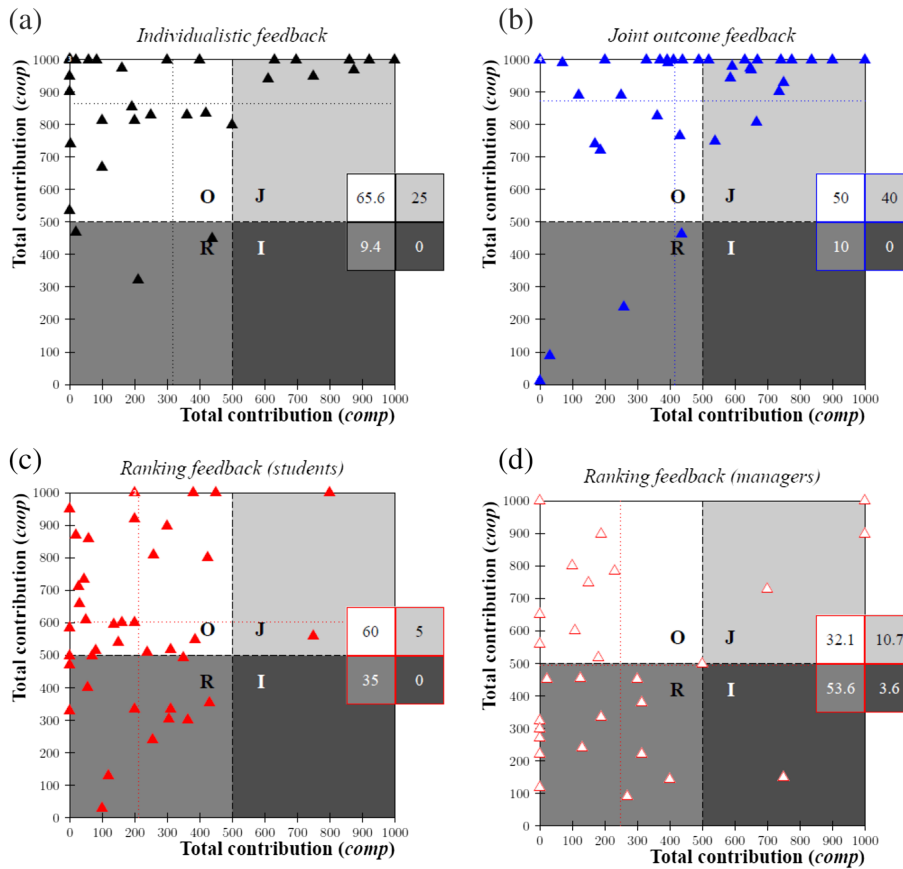 (a)
Individualistic feedback
Total contribution (coop)
1000
900
800
700
600
500
400
300
200
100
0
O J
R I
65.6 25
9.4 0
0 100 200 300 400 500 600 700 800 900 1000
Total contribution (comp)
(b)
Joint outcome feedback
Total contribution (coop)
1000
900
800
700
600
500
400
300
200
100
0
O J
R I
50 40
10 0
0 100 200 300 400 500 600 700 800 900 1000
Total contribution (comp)
(c)
Ranking feedback (students)
Total contribution (coop)
1000
900
800
700
600
500
400
300
200
100
0
O J
R I
60 5
35 0
0 100 200 300 400 500 600 700 800 900 1000
Total contribution (comp)
(d)
Ranking feedback (managers)
Total contribution (coop)
1000
900
800
700
600
500
400
300
200
100
0
O J
R I
32.1 10.7
53.6 3.6
0 100 200 300 400 500 600 700 800 900 1000
Total contribution (comp)